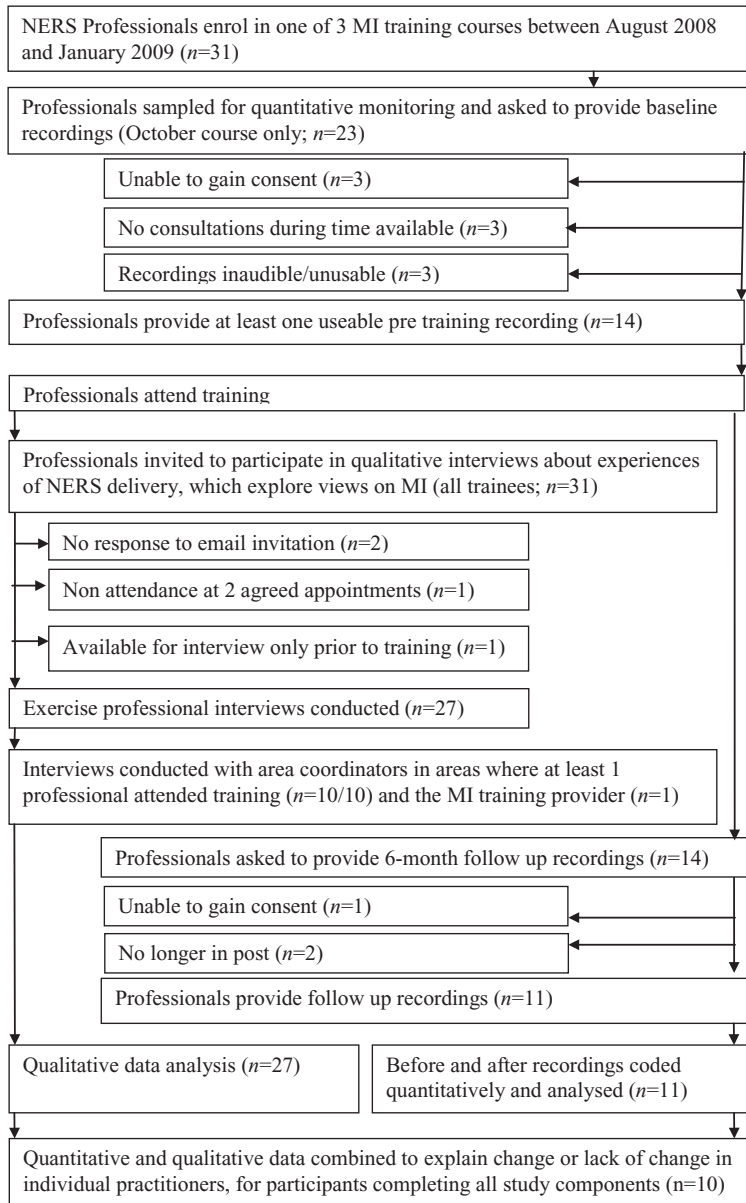 NERS Professionals enrol in one of 3 MI training courses between August 2008
and January 2009 (n=31)
Professionals sampled for quantitative monitoring and asked to provide baseline
recordings (October course only; n=23)
Unable to gain consent (n=3)
No consultations during time available (n=3)
Recordings inaudible/unusable (n=3)
Professionals provide at least one useable pre training recording (n=14)
Professionals attend training
Professionals invited to participate in qualitative interviews about experiences
of NERS delivery, which explore views on MI (all trainees; n=31)
No response to email invitation (n=2)
Non attendance at 2 agreed appointments (n=1)
Available for interview only prior to training (n=1)
Exercise professional interviews conducted (n=27)
Interviews conducted with area coordinators in areas where at least 1
professional attended training (n=10/10) and the MI training provider (n=1)
Professionals asked to provide 6-month follow up recordings (n=14)
Unable to gain consent (n=1)
No longer in post (n=2)
Professionals provide follow up recordings (n=11)
Qualitative data analysis (n=27)
Before and after recordings coded
quantitatively and analysed (n=11)
Quantitative and qualitative data combined to explain change or lack of change in
individual practitioners, for participants completing all study components (n=10)